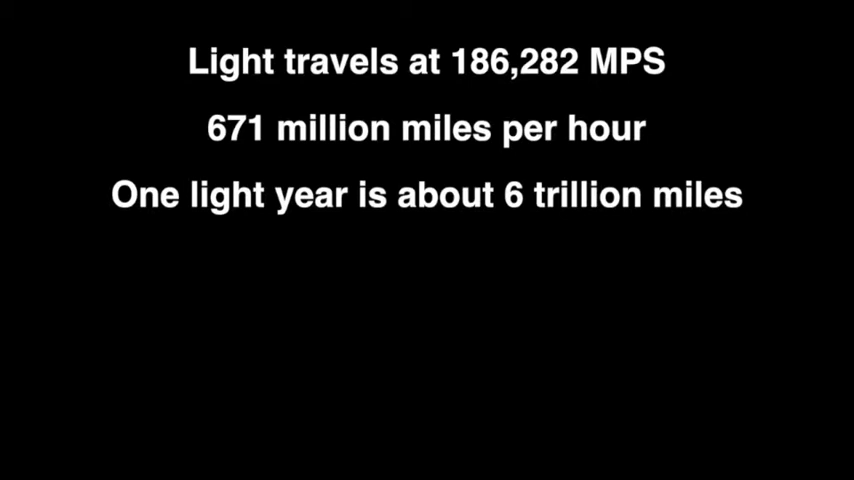 Light travels at 186,282 MPS
671 million miles per hour
One light year is about 6 trillion miles